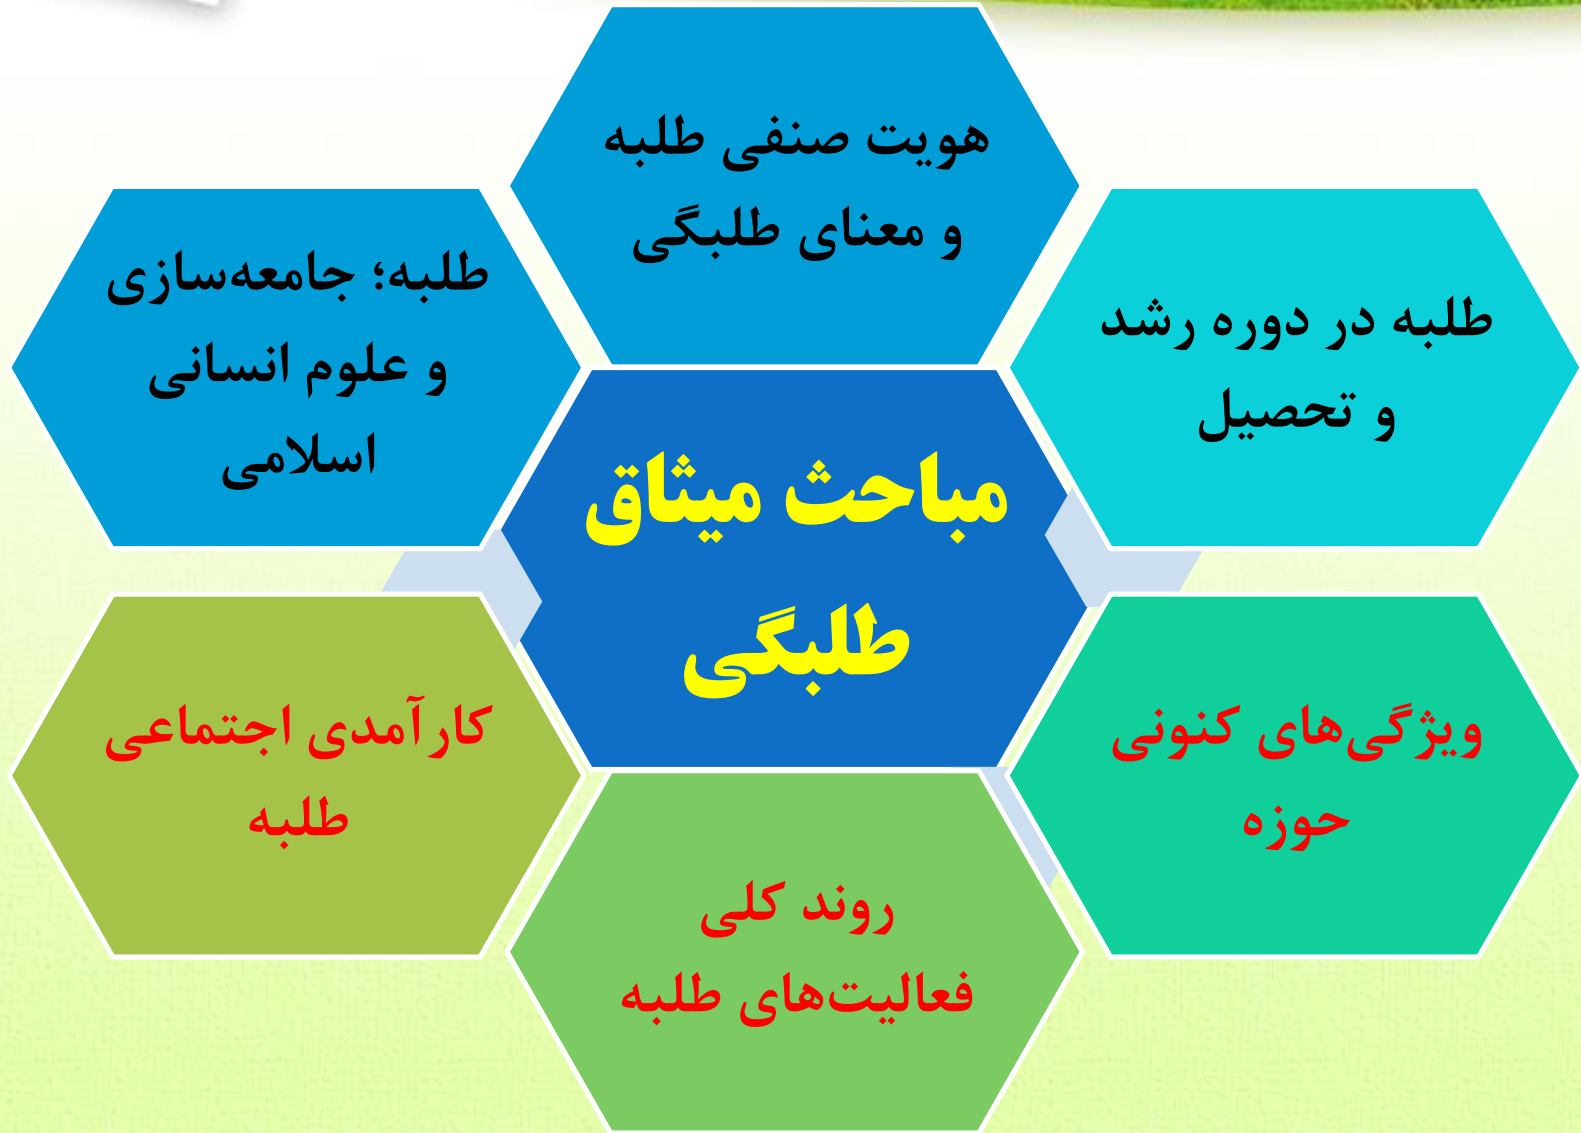 هویت صنفی طلبه
و معنای طلبگی
طلبه در دوره رشد
و تحصیل
ویژگی‌های کنونی
حوزه
روند کلی
فعالیت‌های طلبه
کارآمدی اجتماعی
طلبه
طلبه؛ جامعه‌سازی
و علوم انسانی
اسلامی
مباحث میثاق
طلبگی